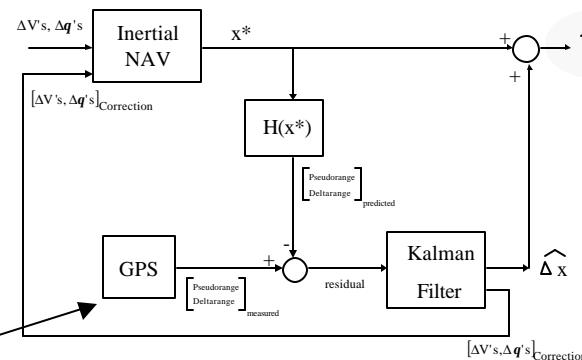 ΔV's, Δq's
Inertial
NAV
x*
+
+
[ΔV's, Δq's]Correction
H(x*)
[Pseudorange
Deltarange]predicted
-
+
GPS
[Pseudorange
Deltarange]measured
residual
Kalman
Filter
Δ̂x
[ΔV's,Δq's]Correction